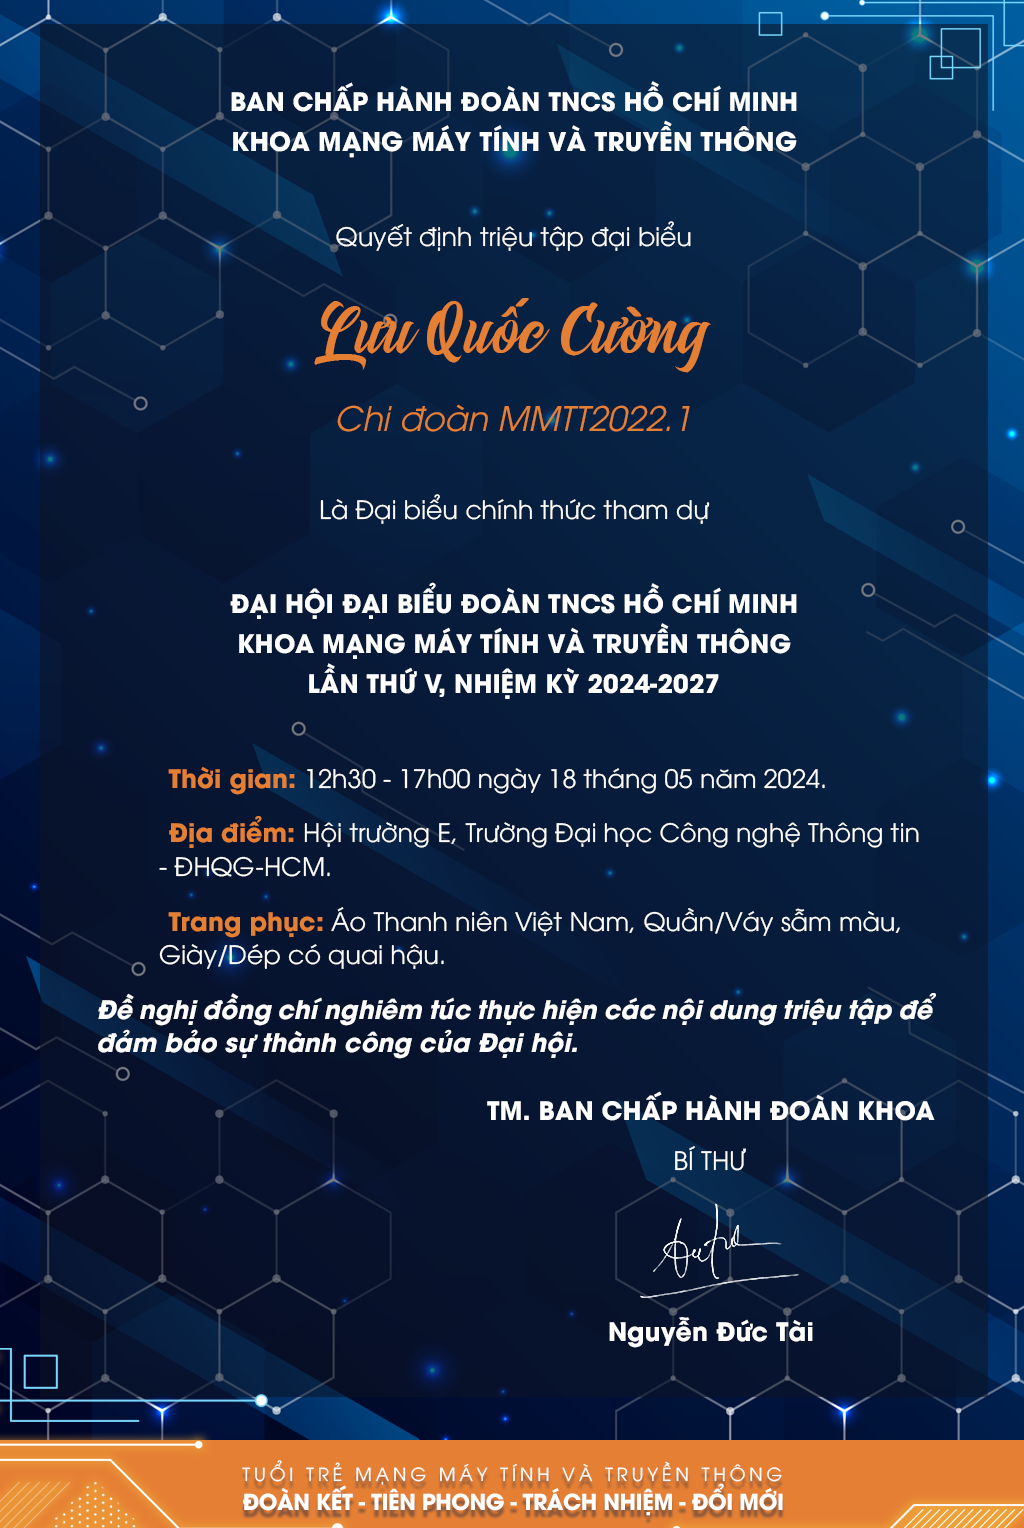 BAN CHẤP HÀNH ĐOÀN TNCS HỒ CHÍ MINH
KHOA MẠNG MÁY TÍNH VÀ TRUYỀN THÔNG
Quyết định triệu tập đại biểu
Lưu Quốc Cường
Chi đoàn MMTT2022.1
Là Đại biểu chính thức tham dự
ĐẠI HỘI ĐẠI BIỂU ĐOÀN TNCS HỒ CHÍ MINH
KHOA MẠNG MÁY TÍNH VÀ TRUYỀN THÔNG
LẦN THỨ V, NHIỆM KỲ 2024-2027
Thời gian: 12h30 - 17h00 ngày 18 tháng 05 năm 2024.
Địa điểm: Hội trường E, Trường Đại học Công nghệ Thông tin
- ĐHQG-HCM.
Trang phục: Áo Thanh niên Việt Nam, Quần/Váy sẫm màu,
Giày/Dép có quai hậu.
Đề nghị đồng chí nghiêm túc thực hiện các nội dung triệu tập để
đảm bảo sự thành công của Đại hội.
TM. BAN CHẤP HÀNH ĐOÀN KHOA
BÍ THƯ
Nguyễn Đức Tài
TUỔI TRẺ MẠNG MÁY TÍNH VÀ TRUYỀN THÔNG
ĐOÀN KẾT - TIÊN PHONG - TRÁCH NHIỆM - ĐỔI MỚI